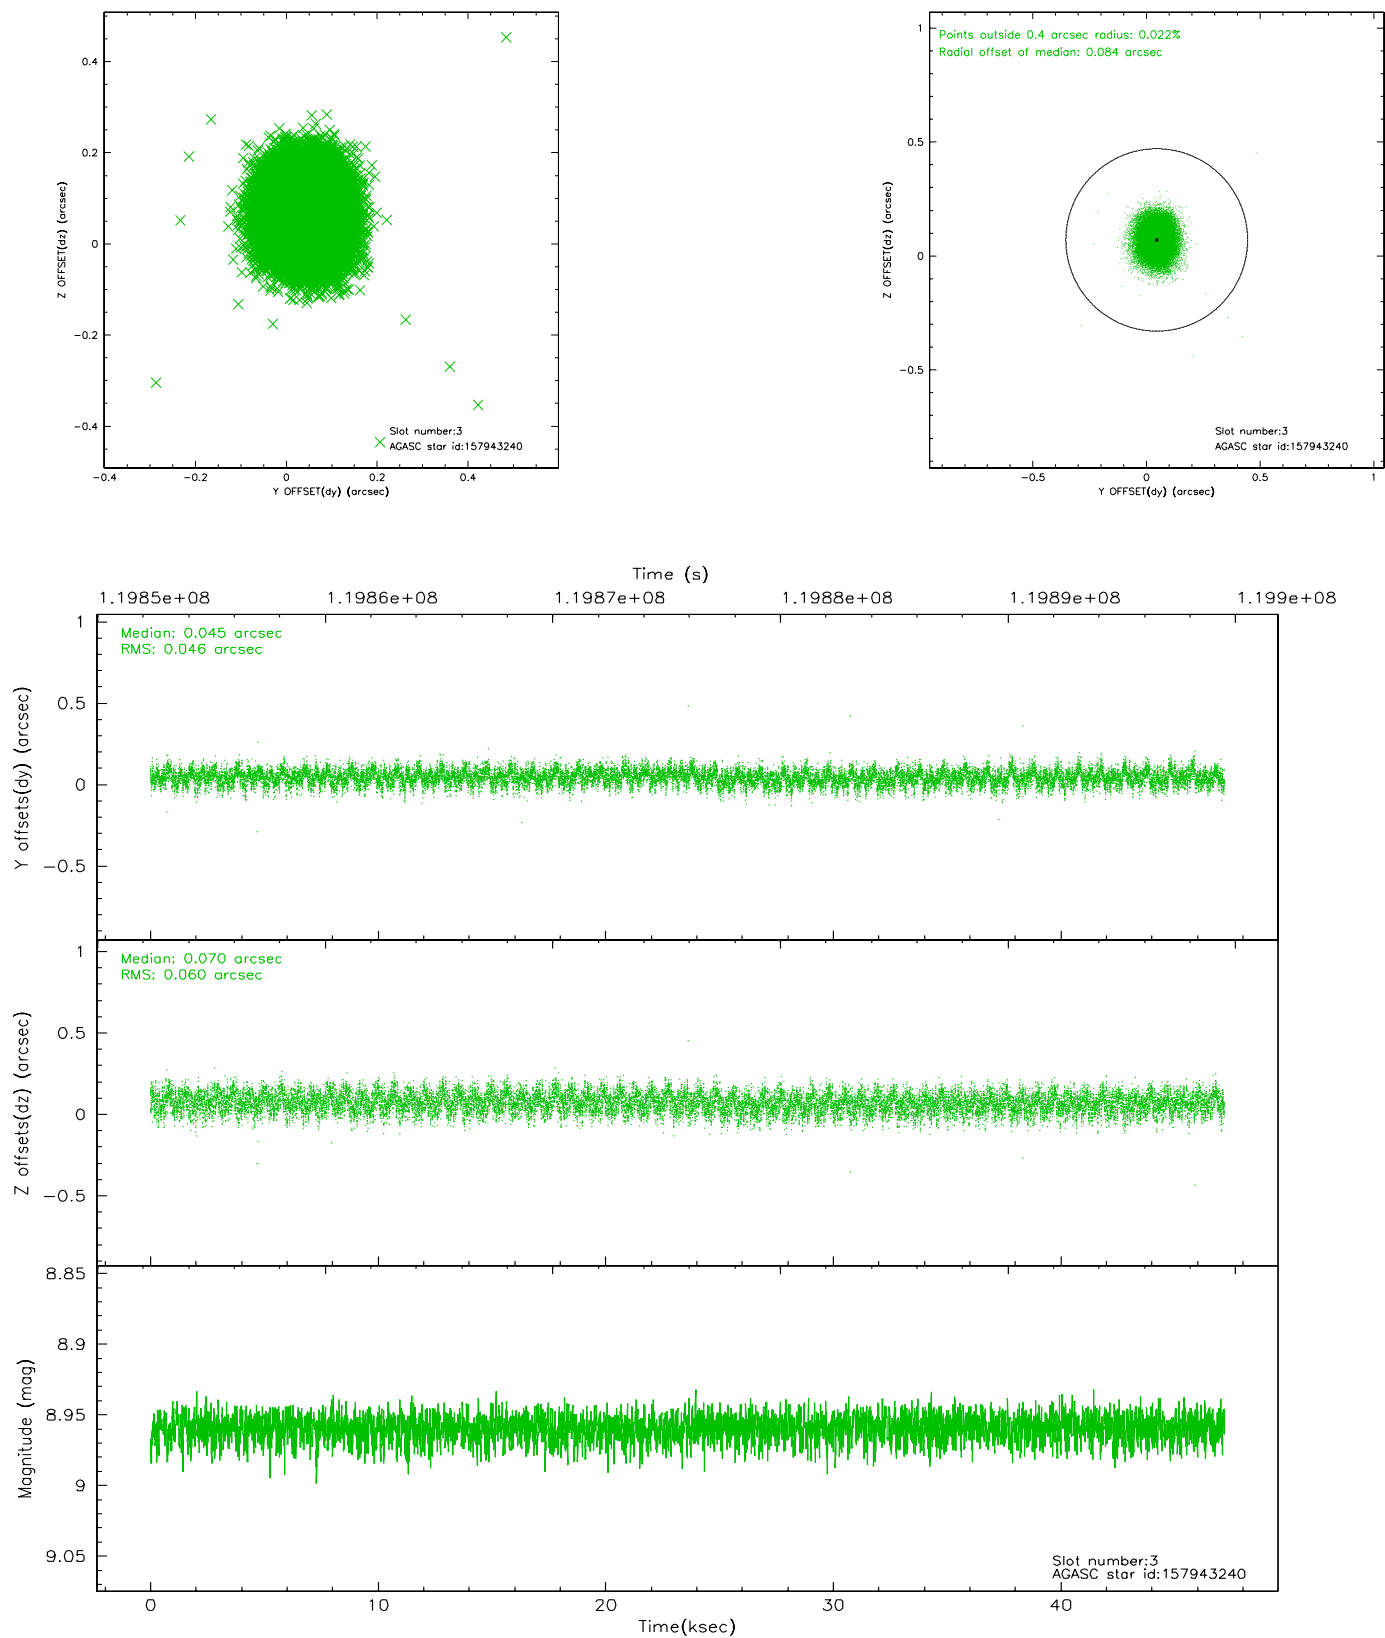 0.4
0.2
0
-0.2
-0.4
Z OFFSET(dz) (arcsec)
Slot number:3
AGASC star id:157943240
-0.4 -0.2 0 0.2 0.4
Y OFFSET(dy) (arcsec)
Points outside 0.4 arcsec radius: 0.022%
Radial offset of median: 0.084 arcsec
1
0.5
0
-0.5
Z OFFSET(dz) (arcsec)
Slot number:3
AGASC star id:157943240
-0.5 0 0.5 1
Y OFFSET(dy) (arcsec)
Time (s)
1.1985e+08 1.1986e+08 1.1987e+08 1.1988e+08 1.1989e+08 1.199e+08
Median: 0.045 arcsec
RMS: 0.046 arcsec
1
0.5
0
-0.5
Y offsets(dy) (arcsec)
Median: 0.070 arcsec
RMS: 0.060 arcsec
1
0.5
0
-0.5
Z offsets(dz) (arcsec)
8.85
8.9
8.95
9
9.05
Magnitude (mag)
Slot number:3
AGASC star id:157943240
0 10 20 30 40
Time(ksec)